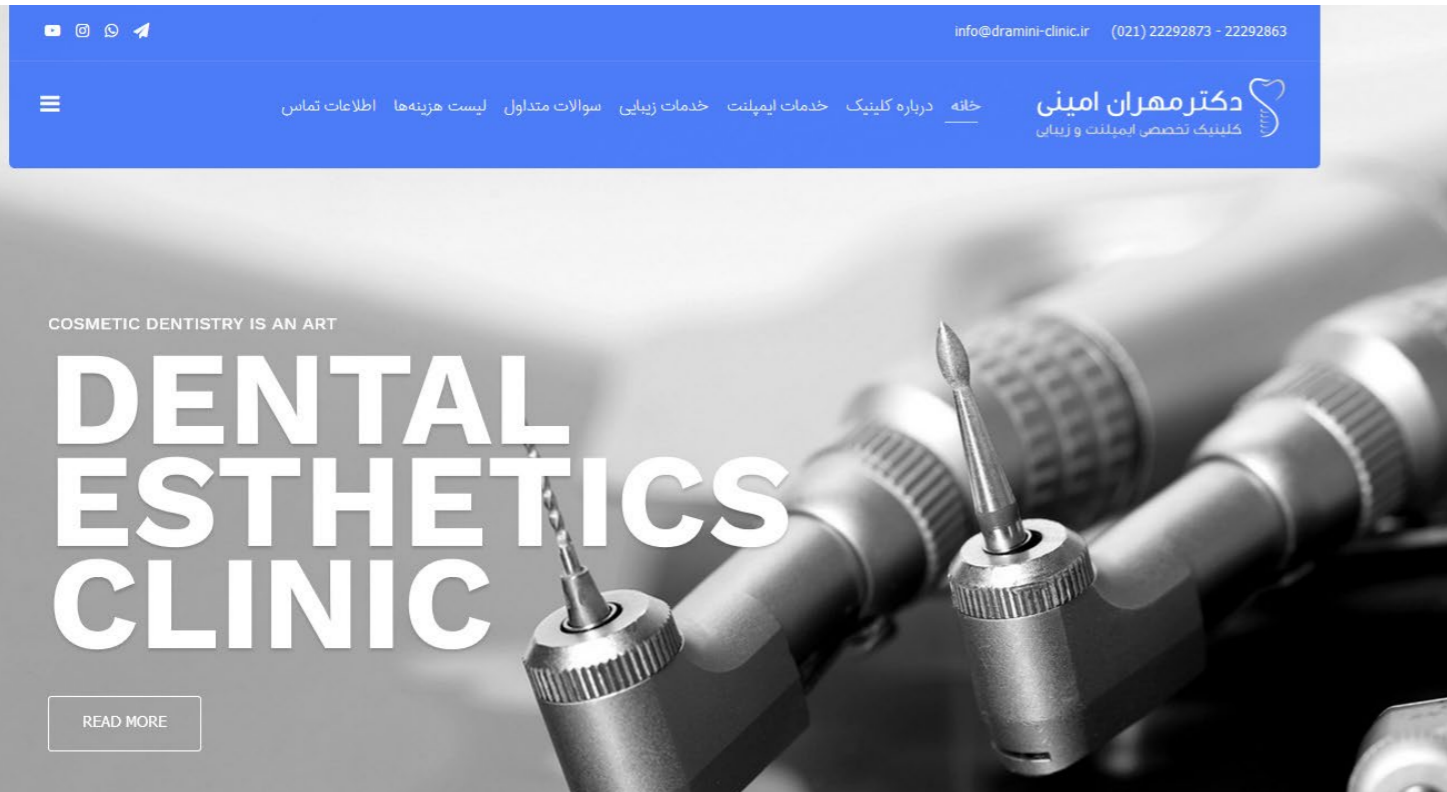 info@dramini-clinic.ir (021) 22292873 - 22292863
دکتر مهران امینی
کلینیک تخصصی ایمپلنت و زیبایی
خانه درباره کلینیک خدمات ایمپلنت خدمات زیبایی سوالات متداول لیست هزینه‌ها اطلاعات تماس
COSMETIC DENTISTRY IS AN ART
DENTAL
ESTHETICS
CLINIC
READ MORE